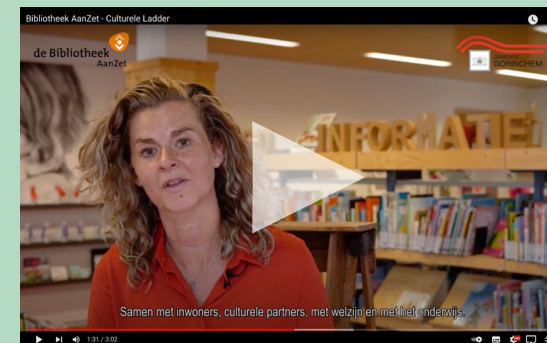 Bibliotheek AanZet - Culturele Ladder
de Bibliotheek
AanZet
GEMEENTE
GORINCHEM
INFORMATIE
Samen met inwoners, culturele partners, met welzijn en met het onderwijs.
1:31 / 3:02